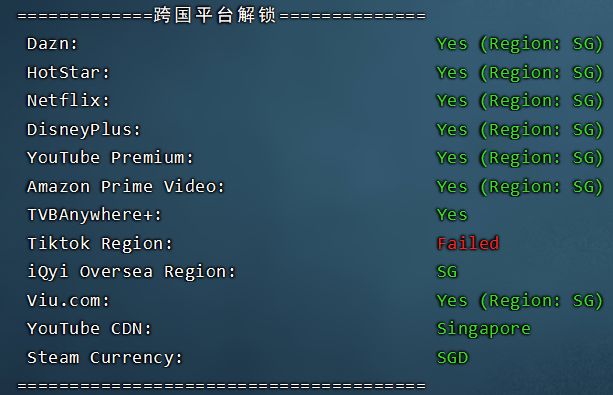 =============跨国平台解锁==============
Dazn: Yes (Region: SG)
HotStar: Yes (Region: SG)
Netflix: Yes (Region: SG)
DisneyPlus: Yes (Region: SG)
YouTube Premium: Yes (Region: SG)
Amazon Prime Video: Yes (Region: SG)
TVBAnywhere+: Yes
Tiktok Region: Failed
iQyi Oversea Region: SG
Viu.com: Yes (Region: SG)
YouTube CDN: Singapore
Steam Currency: SGD
=======================================